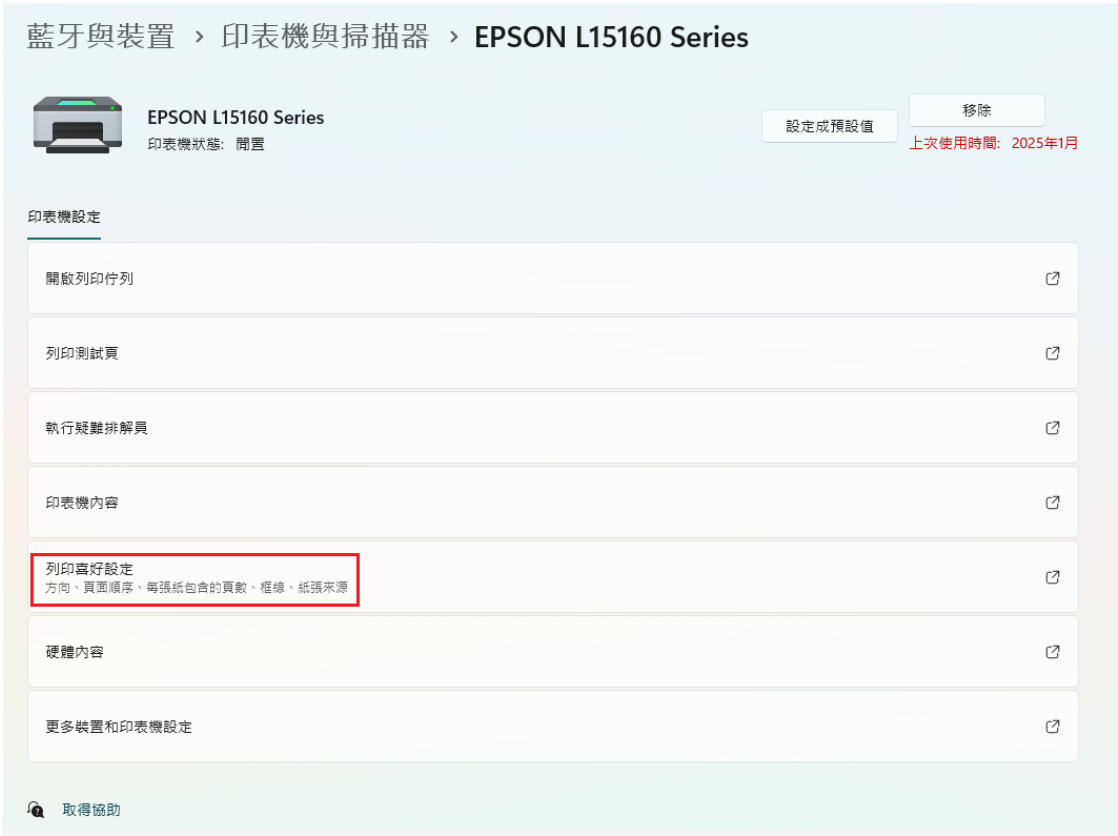 藍牙與裝置 › 印表機與掃描器 › EPSON L15160 Series
EPSON L15160 Series
印表機狀態: 閒置
設定成預設值
移除
上次使用時間: 2025年1月
印表機設定
開啟列印佇列
列印測試頁
執行疑難排解員
印表機內容
列印喜好設定
方向、頁面順序、每張紙包含的頁數、框線、紙張來源
硬體內容
更多裝置和印表機設定
取得協助